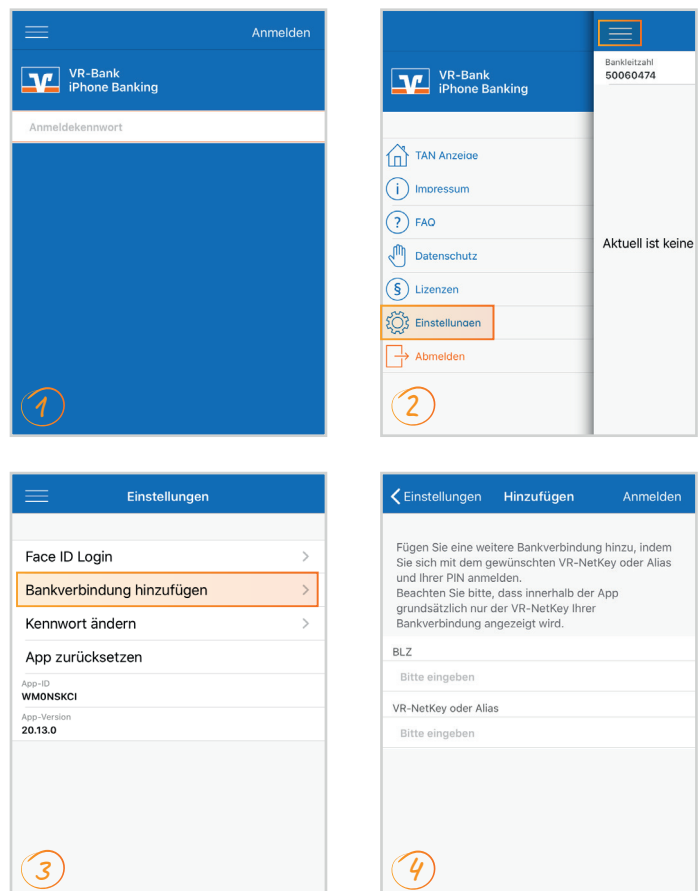 Anmelden
VR-Bank
iPhone Banking
Anmeldekennwort
1
Bankleitzahl
50060474
VR-Bank
iPhone Banking
TAN Anzeige
Impressum
FAQ
Datenschutz
Lizenzen
Einstellungen
Abmelden
Aktuell ist keine
2
Einstellungen
Face ID Login
Bankverbindung hinzufügen
Kennwort ändern
App zurücksetzen
App-ID
WM0NSKCI
App-Version
20.13.0
3
Einstellungen Hinzufügen Anmelden
Fügen Sie eine weitere Bankverbindung hinzu, indem
Sie sich mit dem gewünschten VR-NetKey oder Alias
und Ihrer PIN anmelden.
Beachten Sie bitte, dass innerhalb der App
grundsätzlich nur der VR-NetKey Ihrer
Bankverbindung angezeigt wird.
BLZ
Bitte eingeben
VR-NetKey oder Alias
Bitte eingeben
4